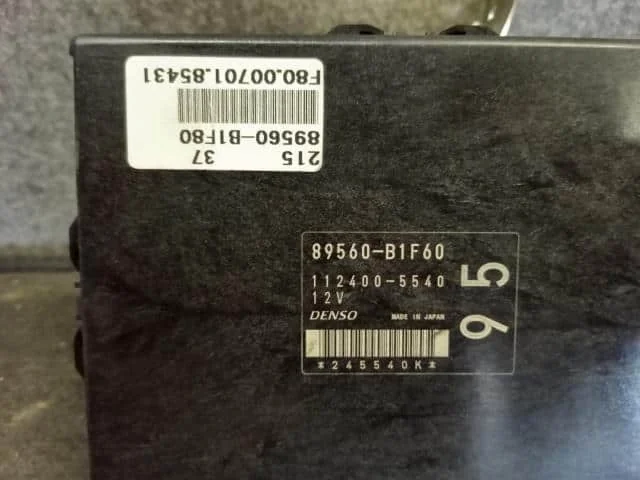 215 37
89560-B1F80
F80.00701.85431
89560-B1F60
112400-5540
12V
DENSO MADE IN JAPAN
*245540K*
95